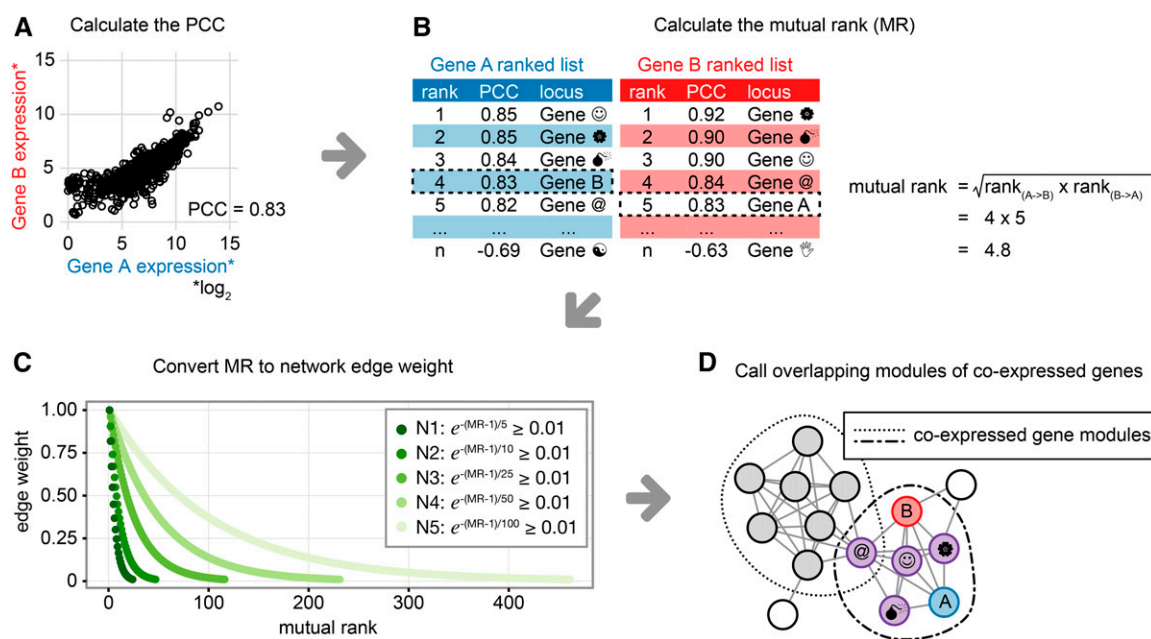 A
Calculate the PCC
Gene B expression*
15
10
5
0
PCC = 0.83
0 5 10 15
Gene A expression*
*log2
B
Calculate the mutual rank (MR)
Gene A ranked list
rank PCC locus
1 0.85 Gene ☺
2 0.85 Gene
3 0.84 Gene 💣
4 0.83 Gene B
5 0.82 Gene @
... ... ...
n -0.69 Gene ☯
Gene B ranked list
rank PCC locus
1 0.92 Gene
2 0.90 Gene 💣
3 0.90 Gene ☺
4 0.84 Gene @
5 0.83 Gene A
... ... ...
n -0.63 Gene
mutual rank = √rank(A->B) x rank(B->A)
= 4 x 5
= 4.8
C
Convert MR to network edge weight
edge weight
1.00
0.75
0.50
0.25
0
N1: e-(MR-1)/5 ≥ 0.01
N2: e-(MR-1)/10 ≥ 0.01
N3: e-(MR-1)/25 ≥ 0.01
N4: e-(MR-1)/50 ≥ 0.01
N5: e-(MR-1)/100 ≥ 0.01
0 100 200 300 400
mutual rank
D
Call overlapping modules of co-expressed genes
co-expressed gene modules
B
@
☺
A
💣